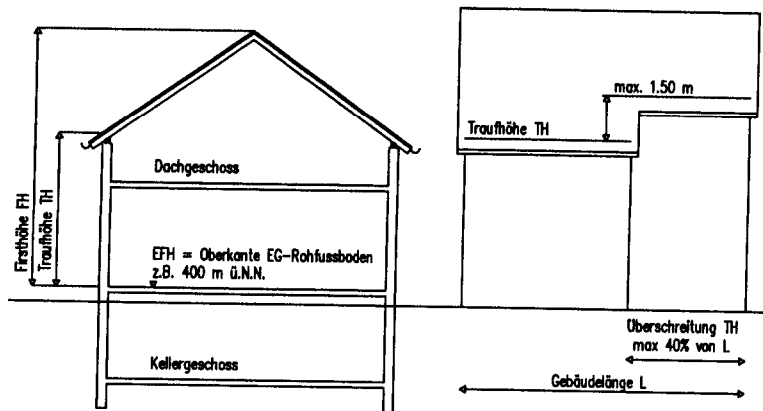 Firsthöhe FH
Traufhöhe TH
Dachgeschoss
EFH = Oberkante EG-Rohfussboden
z.B. 400 m ü.N.N.
Kellergeschoss
max. 1.50 m
Traufhöhe TH
Überschreitung TH
max 40% von L
Gebäudelänge L